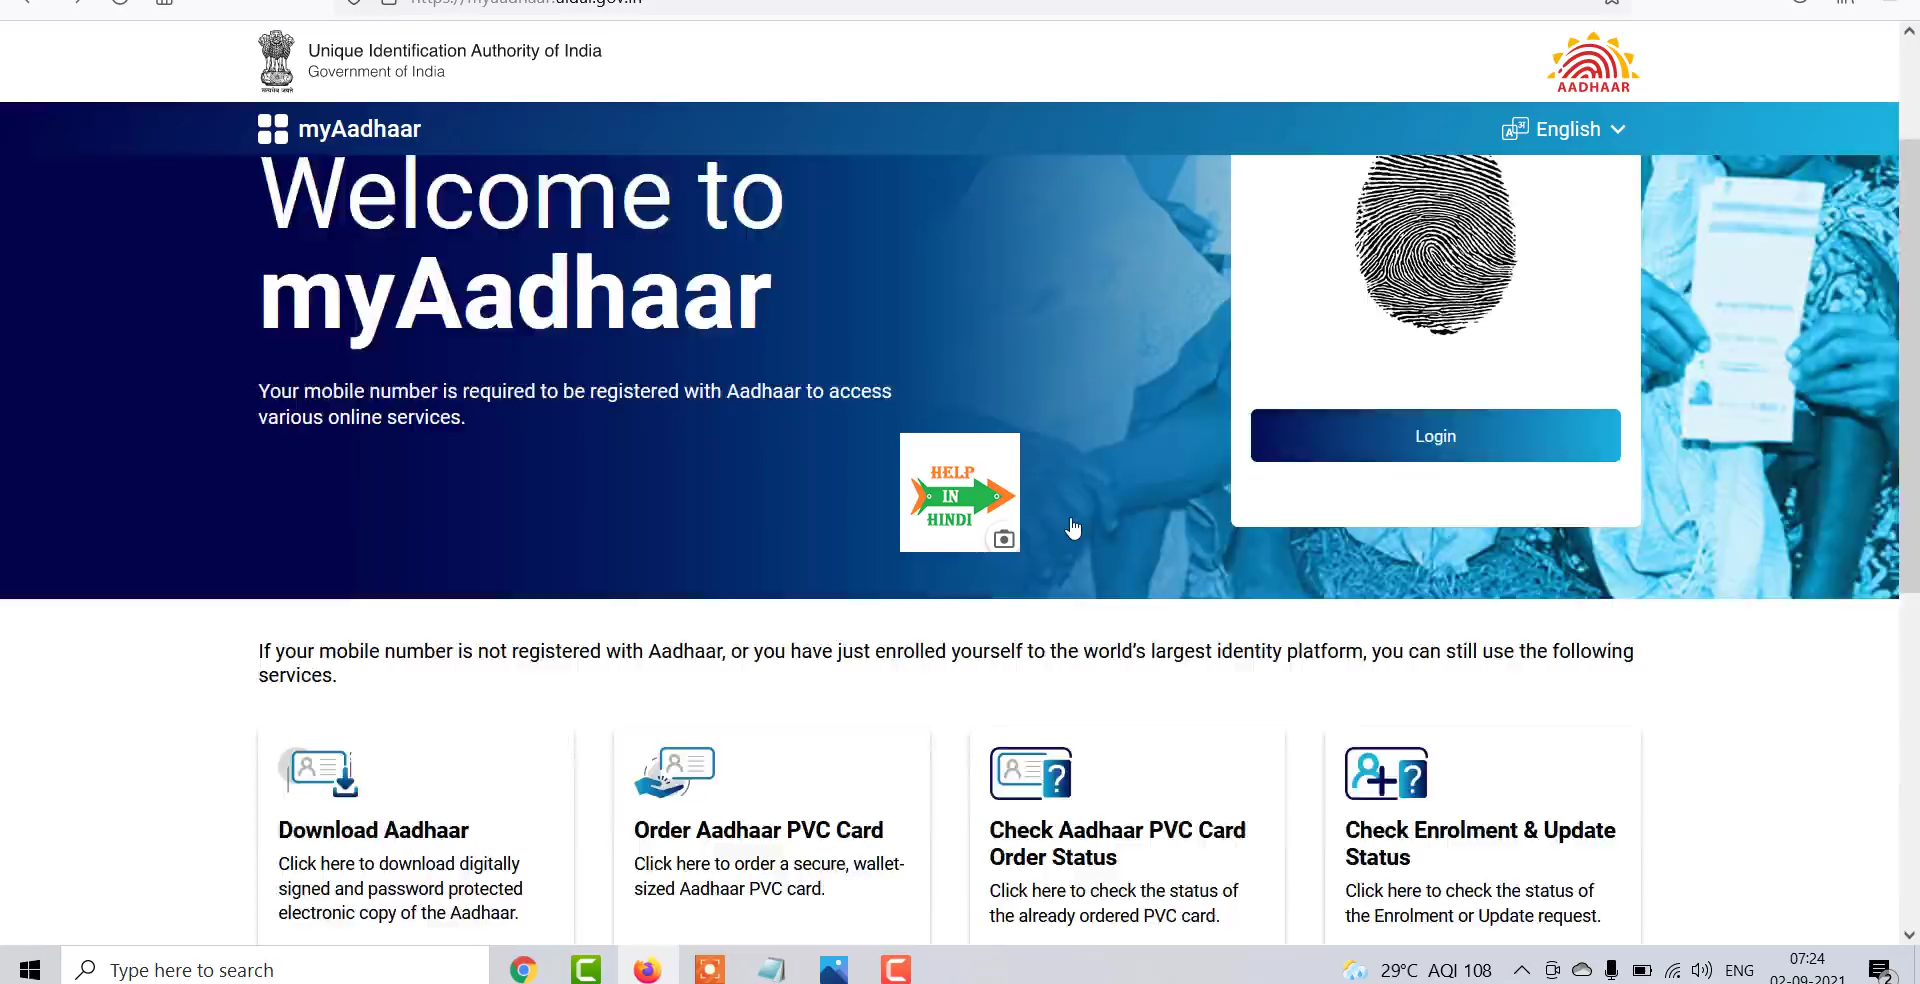 Unique Identification Authority of India
Government of India
AADHAAR
myAadhaar
English
Welcome to
myAadhaar
Your mobile number is required to be registered with Aadhaar to access
various online services.
Login
HELP
IN
HINDI
If your mobile number is not registered with Aadhaar, or you have just enrolled yourself to the world's largest identity platform, you can still use the following
services.
Download Aadhaar
Click here to download digitally
signed and password protected
electronic copy of the Aadhaar.
Order Aadhaar PVC Card
Click here to order a secure, wallet-
sized Aadhaar PVC card.
Check Aadhaar PVC Card
Order Status
Click here to check the status of
the already ordered PVC card.
Check Enrolment & Update
Status
Click here to check the status of
the Enrolment or Update request.
Type here to search
29°C AQI 108
ENG
07:24
02-09-2021
2